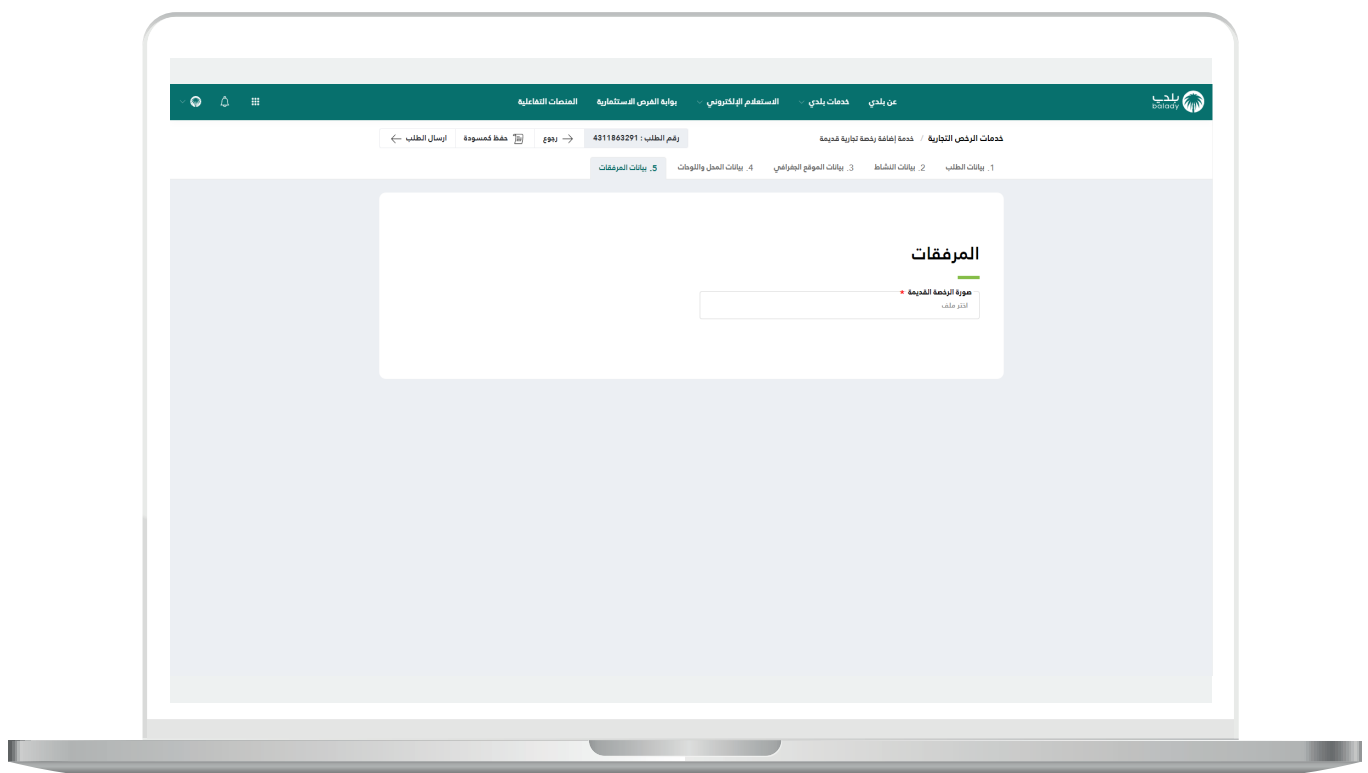 بلدي
balady
عن بلدي خدمات بلدي الاستعلام الإلكتروني بوابة الفرص الاستثمارية المنصات التفاعلية
خدمات الرخص التجارية / خدمة إضافة رخصة تجارية قديمة رقم الطلب : 4311863291 رجوع حفظ كمسودة ارسال الطلب
1. بيانات الطلب 2. بيانات النشاط 3. بيانات الموقع الجغرافي 4. بيانات المحل واللوحات 5. بيانات المرفقات
المرفقات
صورة الرخصة القديمة *
اختر ملف